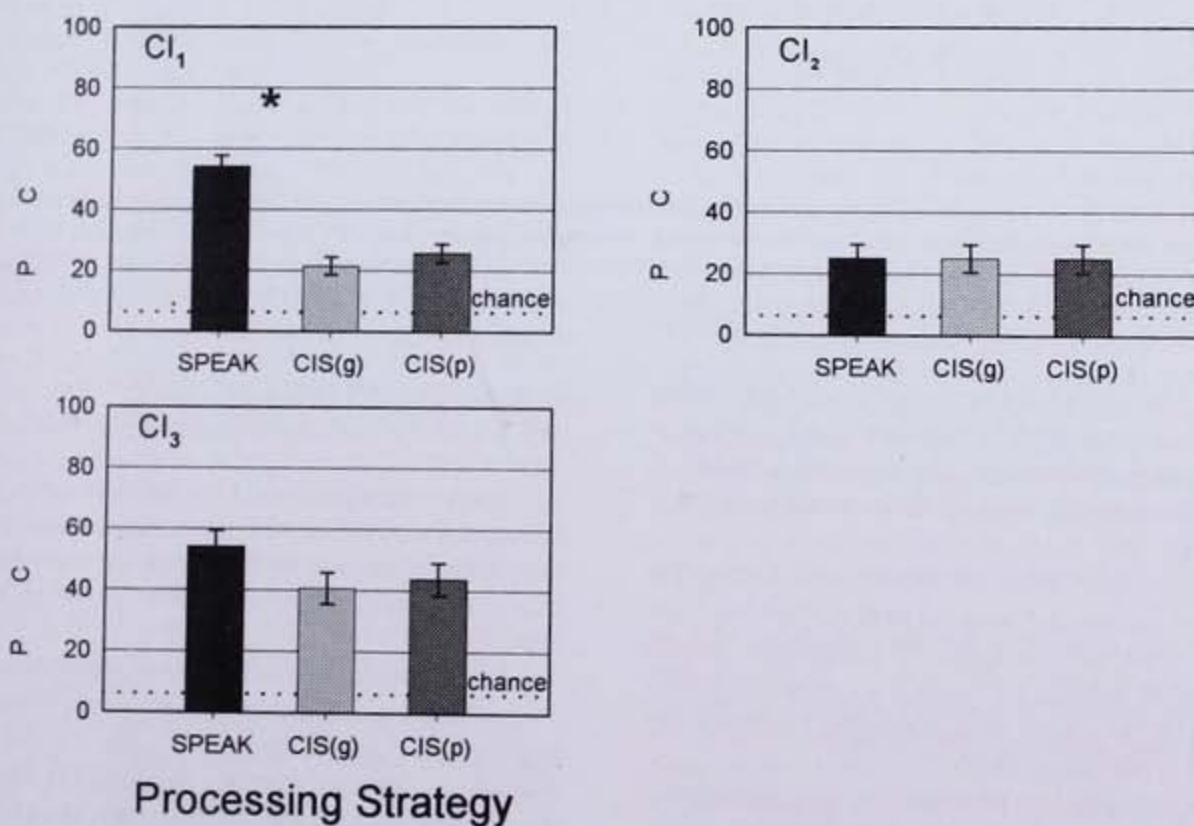 CI₁
*
100
80
60
40
20
0
P C
chance
SPEAK CIS(g) CIS(p)
CI₂
100
80
60
40
20
0
P C
chance
SPEAK CIS(g) CIS(p)
CI₃
100
80
60
40
20
0
P C
chance
SPEAK CIS(g) CIS(p)
Processing Strategy